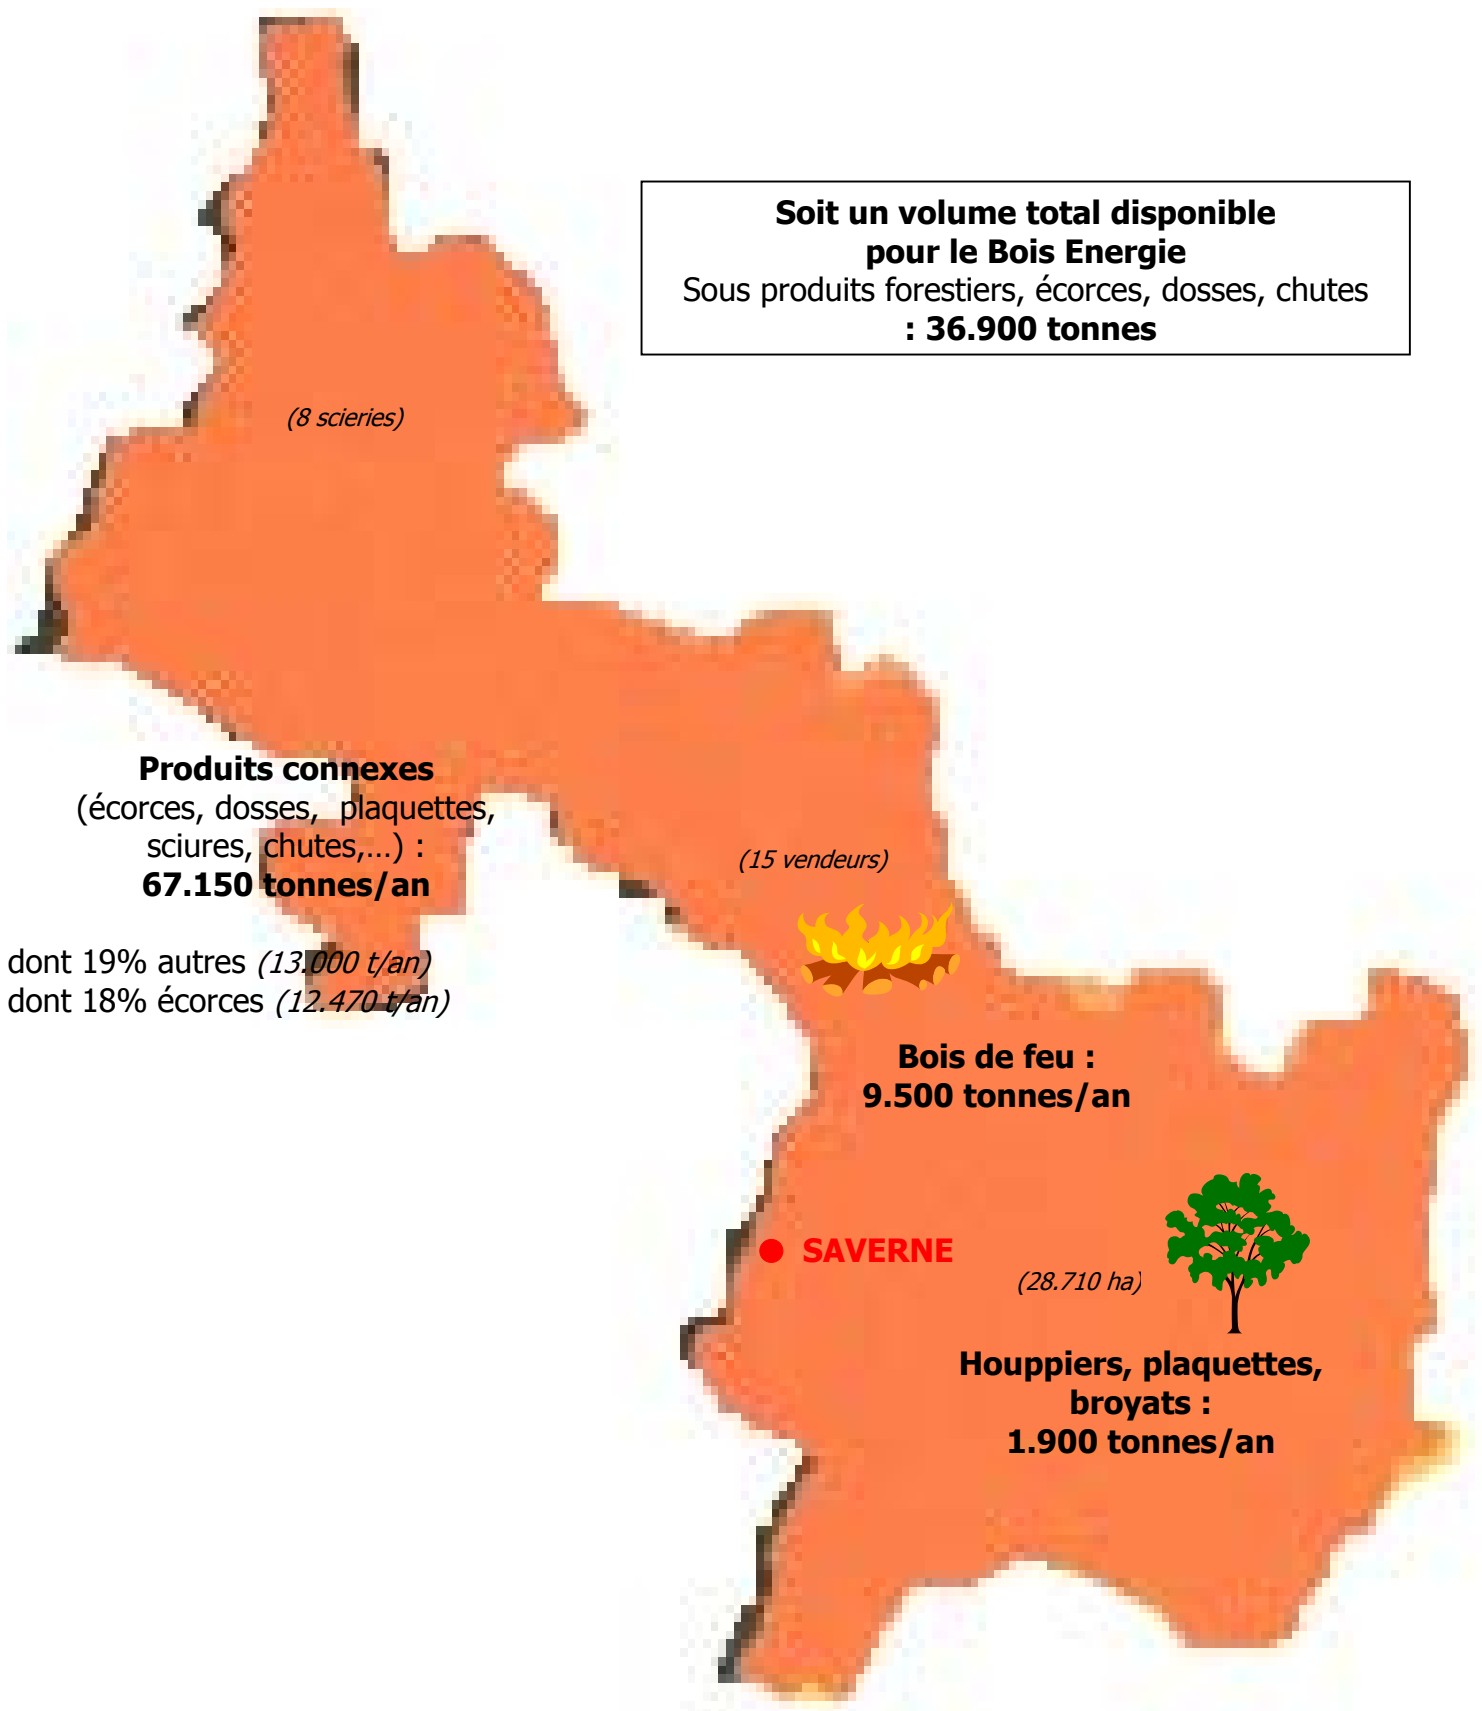 Soit un volume total disponible
pour le Bois Energie
Sous produits forestiers, écorces, dosses, chutes
: 36.900 tonnes
(8 scieries)
Produits connexes
(écorces, dosses, plaquettes,
sciures, chutes,...) :
67.150 tonnes/an
dont 19% autres (13.000 t/an)
dont 18% écorces (12.470 t/an)
(15 vendeurs)
Bois de feu :
9.500 tonnes/an
SAVERNE
(28.710 ha)
Houppiers, plaquettes,
broyats :
1.900 tonnes/an